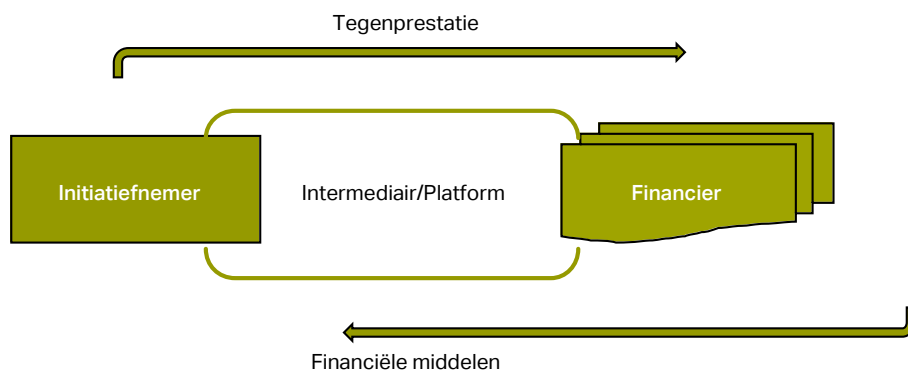 Tegenprestatie
Initiatiefnemer
Intermediair/Platform
Financier
Financiële middelen